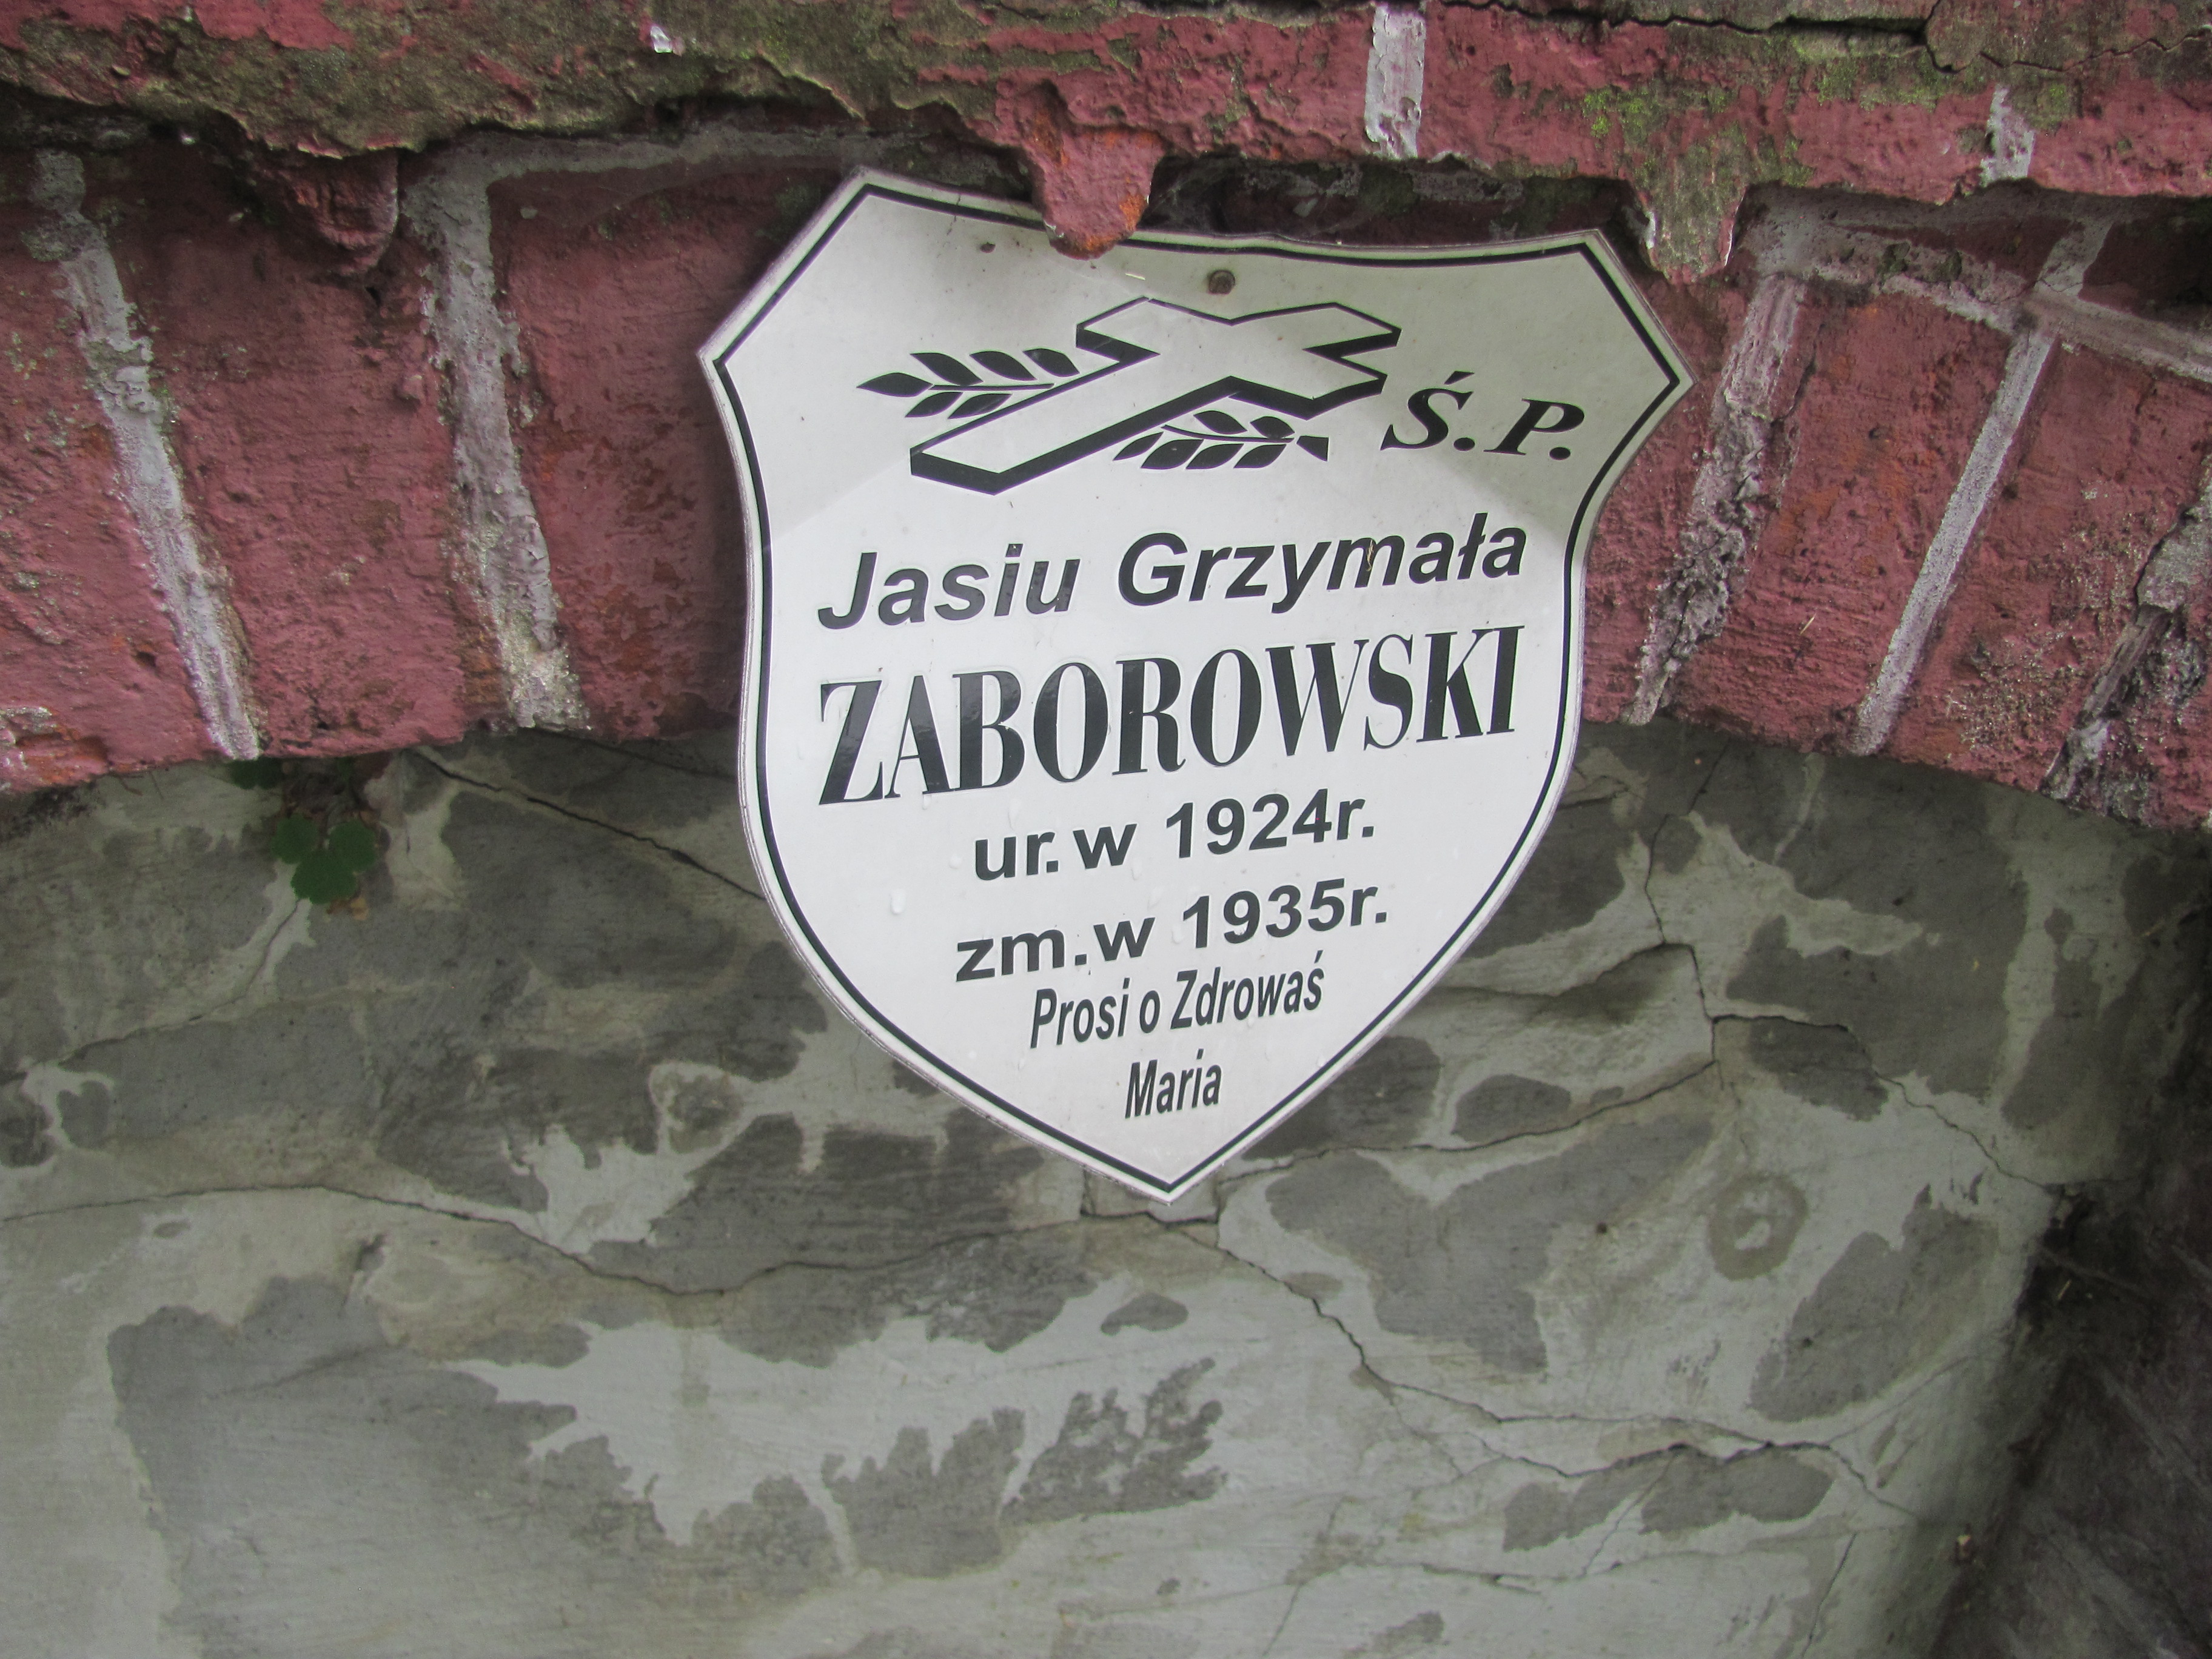 Ś.P.
Jasiu Grzymała
ZABOROWSKI
ur. w 1924r.
zm. w 1935r.
Prosi o Zdrowaś
Maria